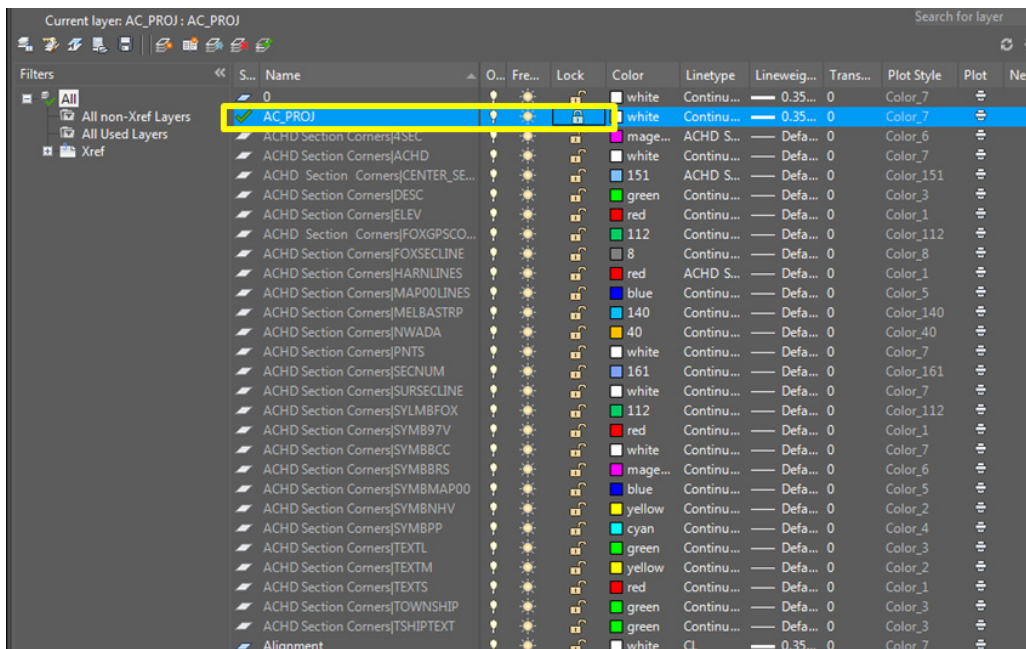 Current layer: AC_PROJ : AC_PROJ
Search for layer
Filters « S... Name O... Fre... Lock Color Linetype Lineweig... Trans... Plot Style Plot Ne
All
All non-Xref Layers
All Used Layers
Xref
0 white Continu... 0.35... 0 Color_7
AC_PROJ white Continu... 0.35... 0 Color_7
ACHD Section Corners|4SEC mage... ACHD S... Defa... 0 Color_6
ACHD Section Corners|ACHD white Continu... Defa... 0 Color_7
ACHD Section Corners|CENTER_SE... 151 ACHD S... Defa... 0 Color_151
ACHD Section Corners|DESC green Continu... Defa... 0 Color_3
ACHD Section Corners|ELEV red Continu... Defa... 0 Color_1
ACHD Section Corners|FOXGPSCO... 112 Continu... Defa... 0 Color_112
ACHD Section Corners|FOXSECLINE 8 Continu... Defa... 0 Color_8
ACHD Section Corners|HARNLINES red ACHD S... Defa... 0 Color_1
ACHD Section Corners|MAP00LINES blue Continu... Defa... 0 Color_5
ACHD Section Corners|MELBASTRP 140 Continu... Defa... 0 Color_140
ACHD Section Corners|NWADA 40 Continu... Defa... 0 Color_40
ACHD Section Corners|PNTS white Continu... Defa... 0 Color_7
ACHD Section Corners|SECNUM 161 Continu... Defa... 0 Color_161
ACHD Section Corners|SURSECLINE white Continu... Defa... 0 Color_7
ACHD Section Corners|SYLMBFOX 112 Continu... Defa... 0 Color_112
ACHD Section Corners|SYMB97V red Continu... Defa... 0 Color_1
ACHD Section Corners|SYMBBCC white Continu... Defa... 0 Color_7
ACHD Section Corners|SYMBBRS mage... Continu... Defa... 0 Color_6
ACHD Section Corners|SYMBMAP00 blue Continu... Defa... 0 Color_5
ACHD Section Corners|SYMBNHV yellow Continu... Defa... 0 Color_2
ACHD Section Corners|SYMBPP cyan Continu... Defa... 0 Color_4
ACHD Section Corners|TEXTL green Continu... Defa... 0 Color_3
ACHD Section Corners|TEXTM yellow Continu... Defa... 0 Color_2
ACHD Section Corners|TEXTS red Continu... Defa... 0 Color_1
ACHD Section Corners|TOWNSHIP green Continu... Defa... 0 Color_3
ACHD Section Corners|TSHIPTEXT green Continu... Defa... 0 Color_3
Alignment white CL 0.35... 0 Color_7